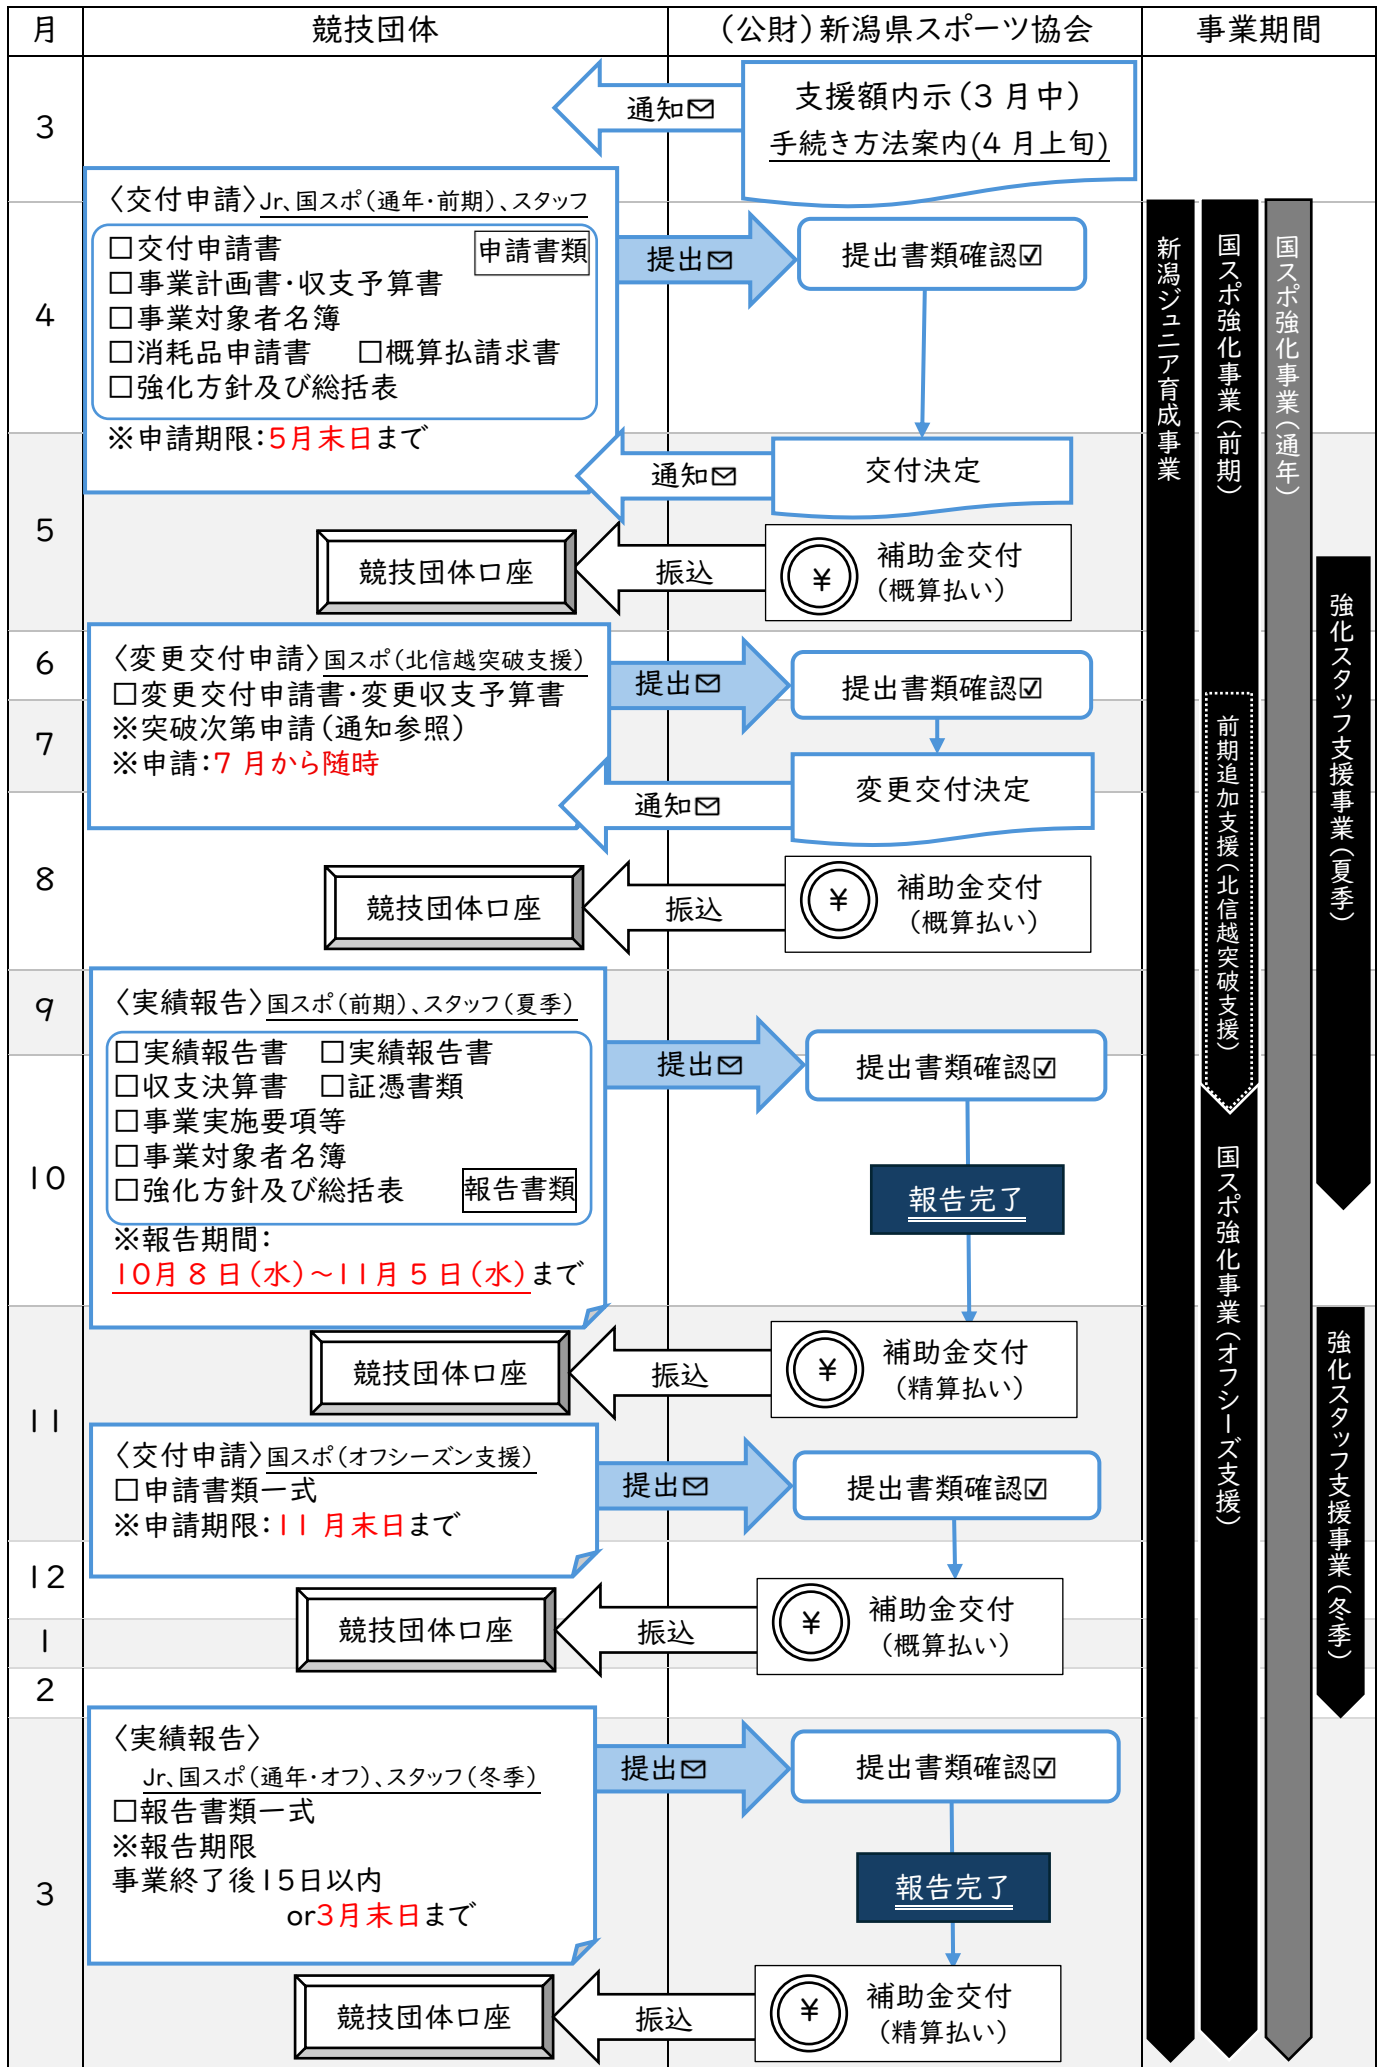 月 競技団体 (公財)新潟県スポーツ協会 事業期間
3
支援額内示(3 月中)
手続き方法案内(4 月上旬)
通知✉
4
〈交付申請〉Jr、国スポ(通年・前期)、スタッフ
申請書類
□交付申請書
□事業計画書・収支予算書
□事業対象者名簿
□消耗品申請書 □概算払請求書
□強化方針及び総括表
※申請期限:5月末日まで
提出✉
提出書類確認☑
5
交付決定
通知✉
補助金交付
(概算払い)
¥
振込
競技団体口座
6
〈変更交付申請〉国スポ(北信越突破支援)
□変更交付申請書・変更収支予算書
※突破次第申請(通知参照)
※申請:7 月から随時
提出✉
提出書類確認☑
7
変更交付決定
通知✉
8
補助金交付
(概算払い)
¥
振込
競技団体口座
9
〈実績報告〉国スポ(前期)、スタッフ(夏季)
□実績報告書 □実績報告書
□収支決算書 □証憑書類
□事業実施要項等
□事業対象者名簿
□強化方針及び総括表
報告書類
※報告期間:
10月 8 日(水)~11月 5 日(水)まで
提出✉
提出書類確認☑
10
報告完了
11
補助金交付
(精算払い)
¥
振込
競技団体口座
〈交付申請〉国スポ(オフシーズン支援)
□申請書類一式
※申請期限:11 月末日まで
提出✉
提出書類確認☑
12
補助金交付
(概算払い)
¥
振込
競技団体口座
1
2
3
〈実績報告〉
Jr、国スポ(通年・オフ)、スタッフ(冬季)
□報告書類一式
※報告期限
事業終了後15日以内
or3月末日まで
提出✉
提出書類確認☑
報告完了
補助金交付
(精算払い)
¥
振込
競技団体口座
新潟ジュニア育成事業
国スポ強化事業(前期)
前期追加支援(北信越突破支援)
国スポ強化事業(オフシーズ支援)
国スポ強化事業(通年)
強化スタッフ支援事業(夏季)
強化スタッフ支援事業(冬季)